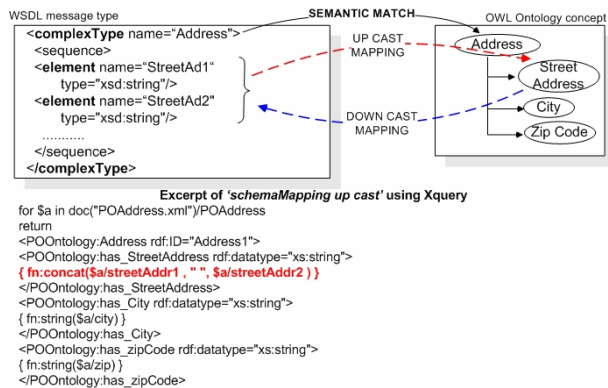 WSDL message type
<complexType name="Address">
<sequence>
<element name="StreetAd1"
type="xsd:string"/>
<element name="StreetAd2"
type="xsd:string"/>
...........
</sequence>
</complexType>
SEMANTIC MATCH
UP CAST
MAPPING
DOWN CAST
MAPPING
OWL Ontology concept
Address
Street
Address
City
Zip Code
Excerpt of 'schemaMapping up cast' using Xquery
for $a in doc("POAddress.xml")/POAddress
return
<POOntology:Address rdf:ID="Address1">
<POOntology:has_StreetAddress rdf:datatype="xs:string">
{ fn:concat($a/streetAddr1 , " ", $a/streetAddr2 ) }
</POOntology:has_StreetAddress>
<POOntology:has_City rdf:datatype="xs:string">
{ fn:string($a/city) }
</POOntology:has_City>
<POOntology:has_zipCode rdf:datatype="xs:string">
{ fn:string($a/zip) }
</POOntology:has_zipCode>